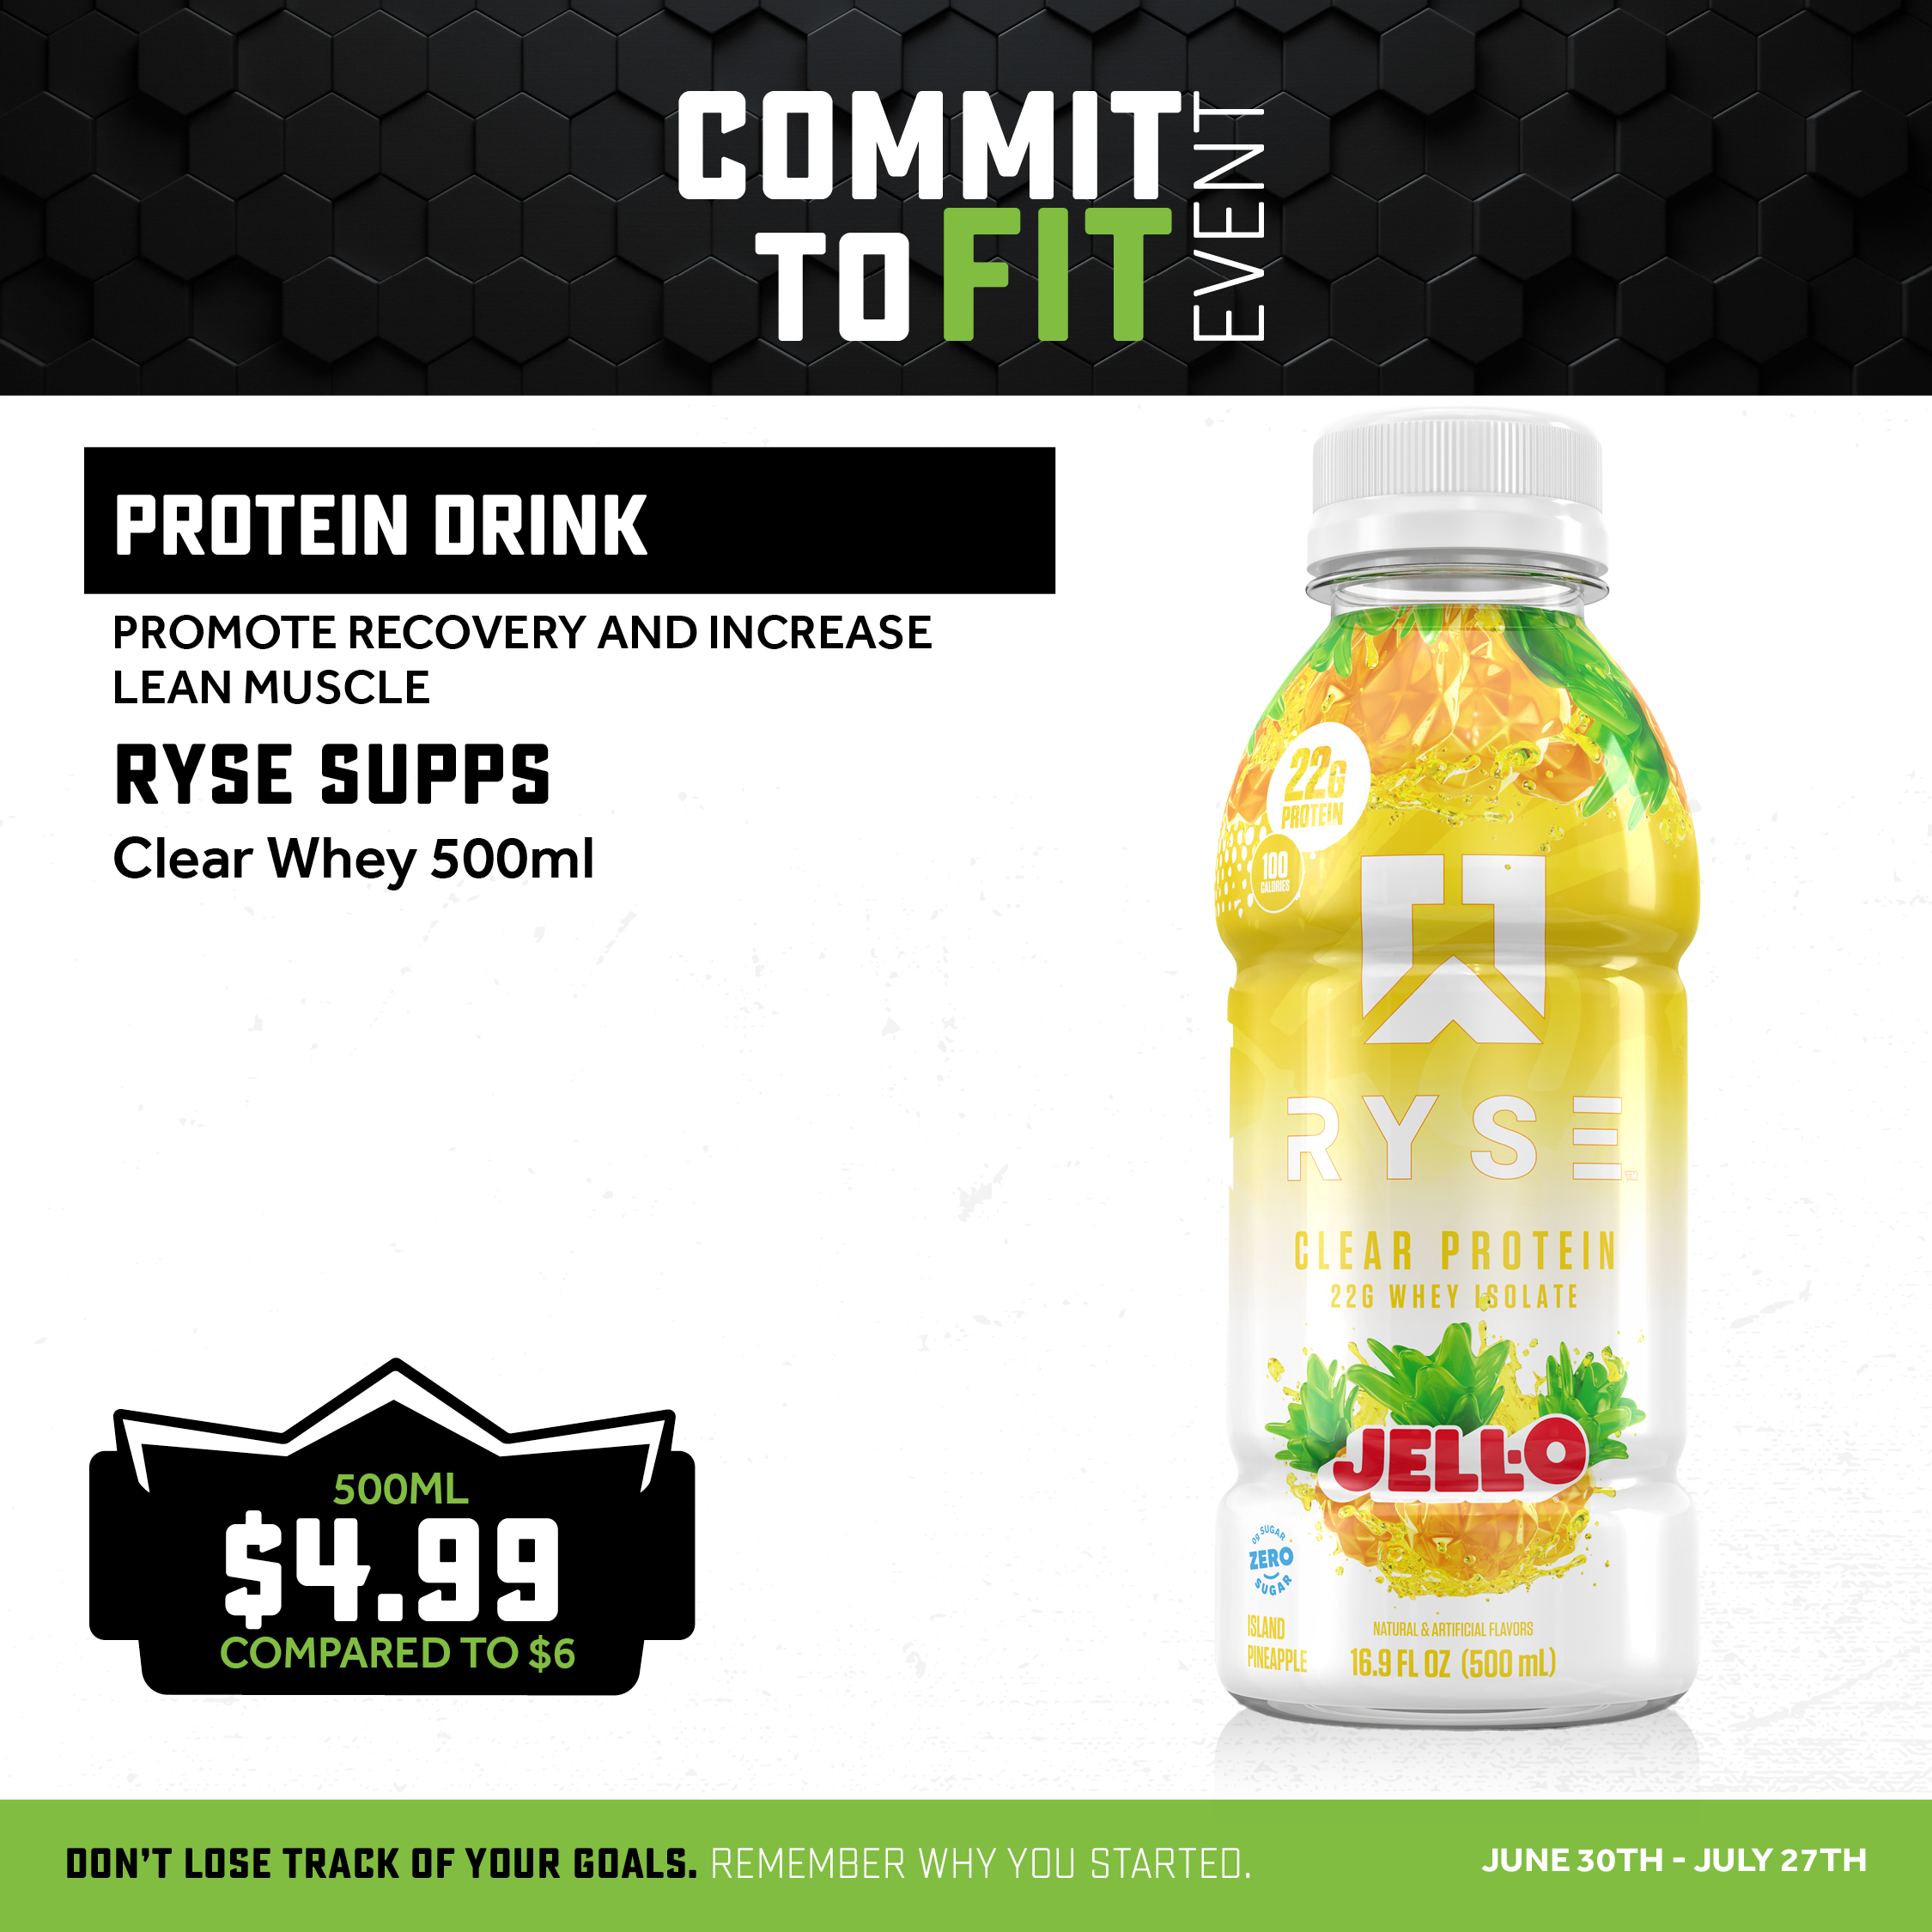 COMMIT
TO FIT
EVENT
PROTEIN DRINK
PROMOTE RECOVERY AND INCREASE
LEAN MUSCLE
RYSE SUPPS
Clear Whey 500ml
22G
PROTEIN
100
CALORIES
RYSE™
CLEAR PROTEIN
22G WHEY ISOLATE
JELL-O
0g SUGAR
ZERO
SUGAR
ISLAND
PINEAPPLE
NATURAL & ARTIFICIAL FLAVORS
16.9 FL OZ (500 mL)
500ML
$4.99
COMPARED TO $6
DON'T LOSE TRACK OF YOUR GOALS. REMEMBER WHY YOU STARTED.
JUNE 30TH - JULY 27TH